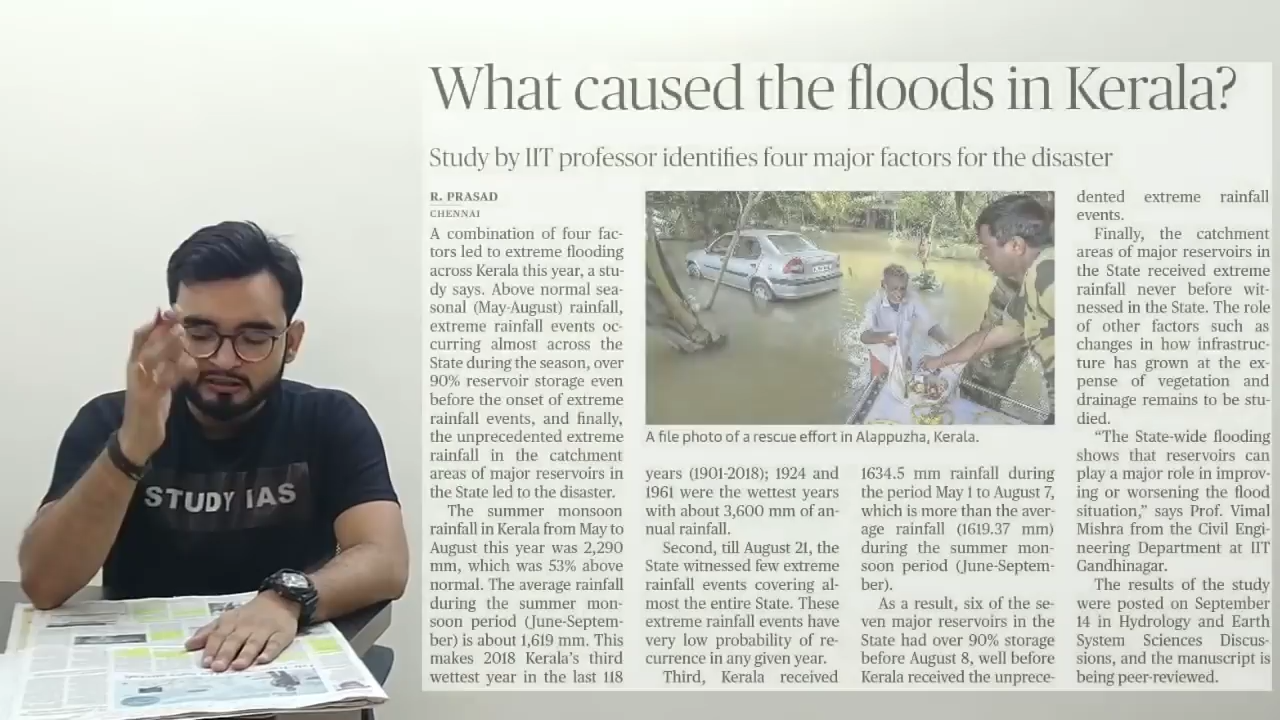 What caused the floods in Kerala?
Study by IIT professor identifies four major factors for the disaster
R. PRASAD
CHENNAI
A combination of four fac-
tors led to extreme flooding
across Kerala this year, a stu-
dy says. Above normal sea-
sonal (May-August) rainfall,
extreme rainfall events oc-
curring almost across the
State during the season, over
90% reservoir storage even
before the onset of extreme
rainfall events, and finally,
the unprecedented extreme
rainfall in the catchment
areas of major reservoirs in
the State led to the disaster.
The summer monsoon
rainfall in Kerala from May to
August this year was 2,290
mm, which was 53% above
normal. The average rainfall
during the summer mon-
soon period (June-Septem-
ber) is about 1,619 mm. This
makes 2018 Kerala's third
wettest year in the last 118
A file photo of a rescue effort in Alappuzha, Kerala.
years (1901-2018); 1924 and
1961 were the wettest years
with about 3,600 mm of an-
nual rainfall.
Second, till August 21, the
State witnessed few extreme
rainfall events covering al-
most the entire State. These
extreme rainfall events have
very low probability of re-
currence in any given year.
Third, Kerala received
1634.5 mm rainfall during
the period May 1 to August 7,
which is more than the aver-
age rainfall (1619.37 mm)
during the summer mon-
soon period (June-Septem-
ber).
As a result, six of the se-
ven major reservoirs in the
State had over 90% storage
before August 8, well before
Kerala received the unprece-
dented extreme rainfall
events.
Finally, the catchment
areas of major reservoirs in
the State received extreme
rainfall never before wit-
nessed in the State. The role
of other factors such as
changes in how infrastruc-
ture has grown at the ex-
pense of vegetation and
drainage remains to be stu-
died.
“The State-wide flooding
shows that reservoirs can
play a major role in improv-
ing or worsening the flood
situation,” says Prof. Vimal
Mishra from the Civil Engi-
neering Department at IIT
Gandhinagar.
The results of the study
were posted on September
14 in Hydrology and Earth
System Sciences Discus-
sions, and the manuscript is
being peer-reviewed.
STUDY IAS